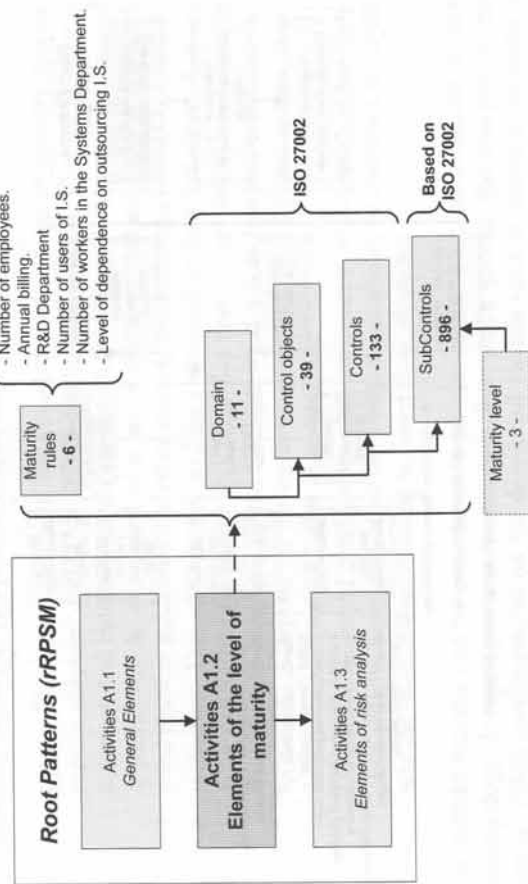 Root Patterns (rRPSM)
Activities A1.1
General Elements
Activities A1.2
Elements of the level of
maturity
Activities A1.3
Elements of risk analysis
Maturity
rules
- 6 -
- Number of employees.
- Annual billing.
- R&D Department
- Number of users of I.S.
- Number of workers in the Systems Department.
- Level of dependence on outsourcing I.S.
Domain
- 11 -
Control objects
- 39 -
Controls
- 133 -
SubControls
- 896 -
ISO 27002
Based on
ISO 27002
Maturity level
- 3 -